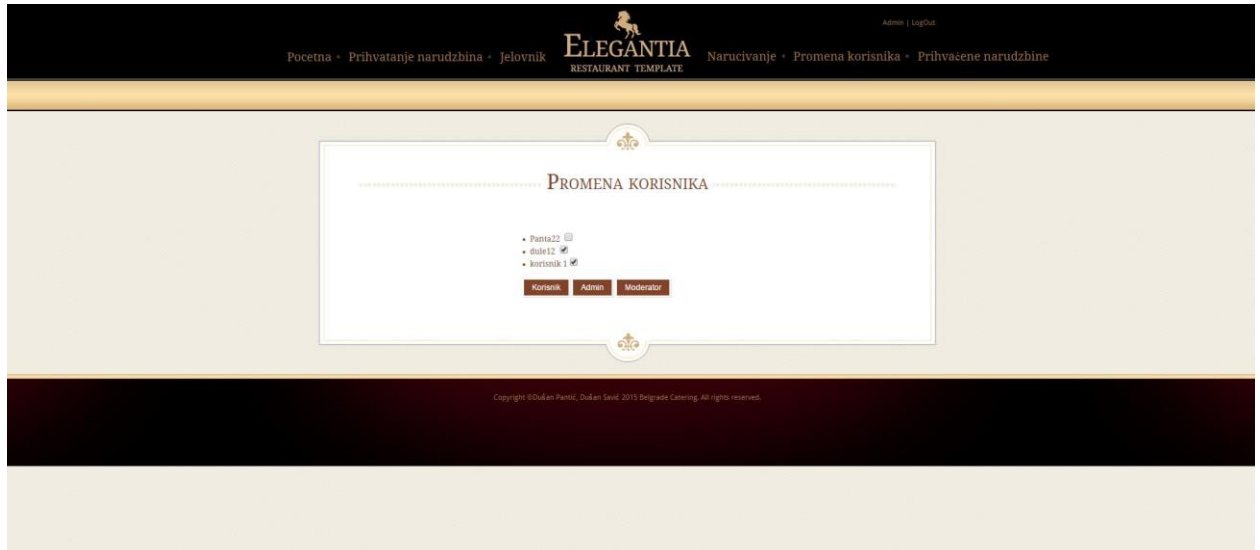 Admin | LogOut
Pocetna • Prihvatanje narudzbina • Jelovnik
ELEGANTIA
RESTAURANT TEMPLATE
Narucivanje • Promena korisnika • Prihvaćene narudzbine
PROMENA KORISNIKA
• Panta22
• dule12
• korisnik 1
Korisnik Admin Moderator
Copyright ©Dušan Pantić, Dušan Savić 2015 Belgrade Catering. All rights reserved.